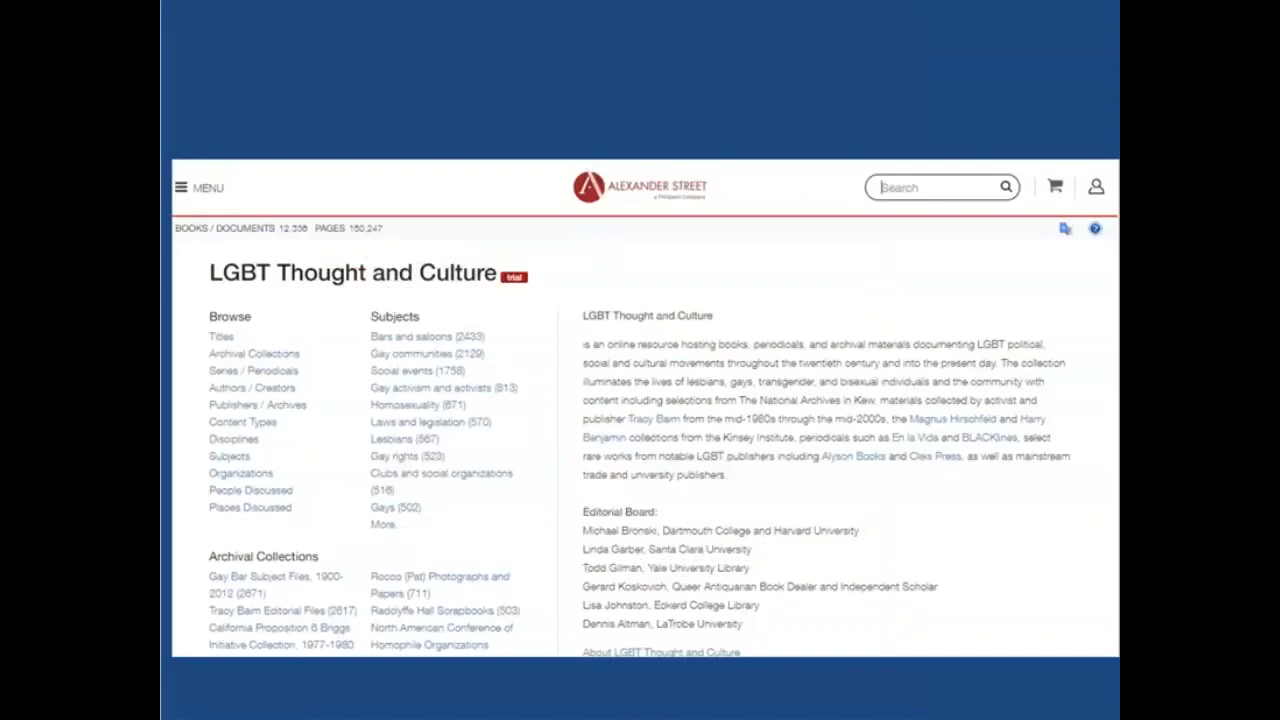 MENU
ALEXANDER STREET
a ProQuest Company
Search
BOOKS / DOCUMENTS 12,336 PAGES 150,247
LGBT Thought and Culture trial
Browse
Titles
Archival Collections
Series / Periodicals
Authors / Creators
Publishers / Archives
Content Types
Disciplines
Subjects
Organizations
People Discussed
Places Discussed
Subjects
Bars and saloons (2433)
Gay communities (2129)
Social events (1758)
Gay activism and activists (813)
Homosexuality (671)
Laws and legislation (570)
Lesbians (567)
Gay rights (523)
Clubs and social organizations
(516)
Gays (502)
More...
Archival Collections
Gay Bar Subject Files, 1900-
2012 (2671)
Tracy Baim Editorial Files (2617)
California Proposition 6 Briggs
Initiative Collection, 1977-1980
Rocco (Pat) Photographs and
Papers (711)
Radclyffe Hall Scrapbooks (503)
North American Conference of
Homophile Organizations
LGBT Thought and Culture
is an online resource hosting books, periodicals, and archival materials documenting LGBT political,
social and cultural movements throughout the twentieth century and into the present day. The collection
illuminates the lives of lesbians, gays, transgender, and bisexual individuals and the community with
content including selections from The National Archives in Kew, materials collected by activist and
publisher Tracy Baim from the mid-1980s through the mid-2000s, the Magnus Hirschfeld and Harry
Benjamin collections from the Kinsey Institute, periodicals such as En la Vida and BLACKlines, select
rare works from notable LGBT publishers including Alyson Books and Cleis Press, as well as mainstream
trade and university publishers.
Editorial Board:
Michael Bronski, Dartmouth College and Harvard University
Linda Garber, Santa Clara University
Todd Gilman, Yale University Library
Gerard Koskovich, Queer Antiquarian Book Dealer and Independent Scholar
Lisa Johnston, Eckerd College Library
Dennis Altman, LaTrobe University
About LGBT Thought and Culture